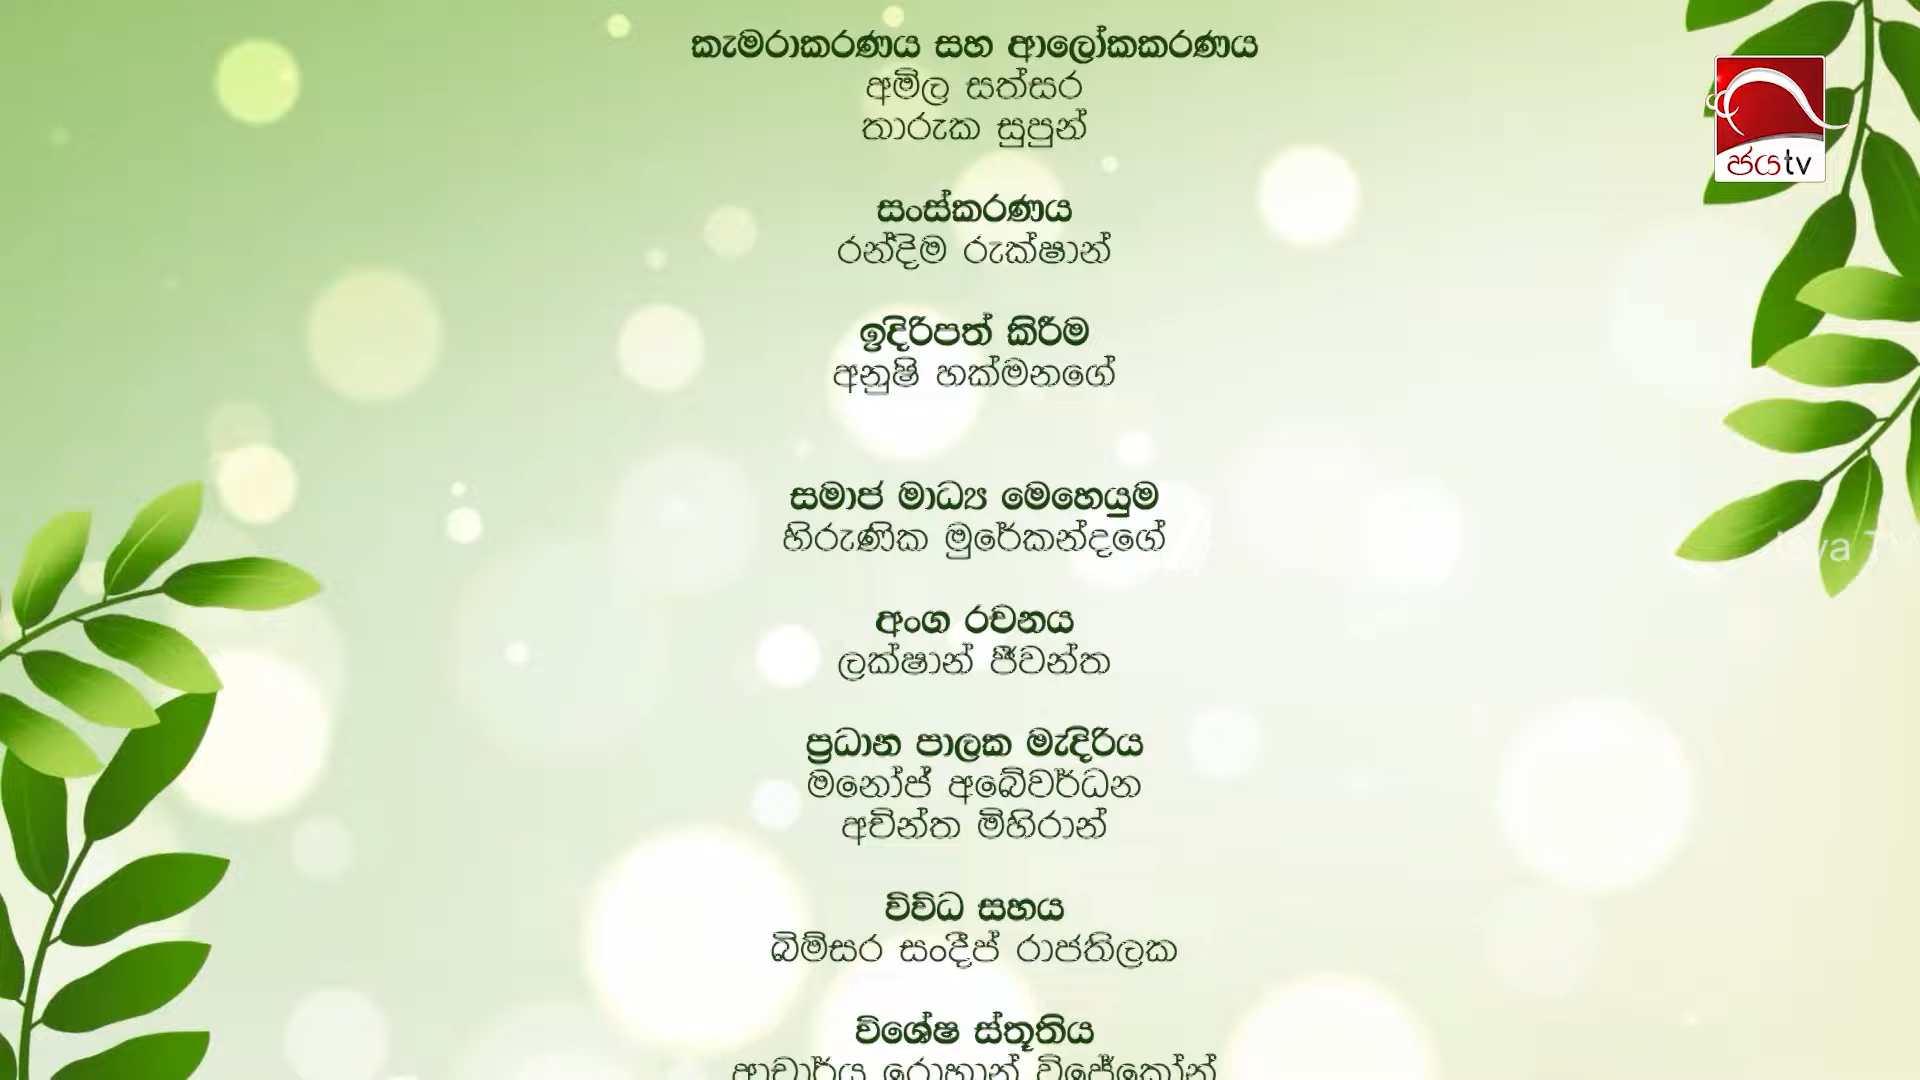 කැමරාකරණය සහ ආලෝකකරණය
අමිල සත්සර
තාරුක සුපුන්
ජයtv
සංස්කරණය
රන්දිම රුක්ෂාන්
ඉදිරිපත් කිරීම
අනුෂි හක්මනගේ
සමාජ මාධ්‍ය මෙහෙයුම
හිරුණික මුරේකන්දගේ
අංග රචනය
ලක්ෂාන් ජීවන්ත
ප්‍රධාන පාලක මැදිරිය
මනෝජ් අබේවර්ධන
අචින්ත මිහිරාන්
විවිධ සහය
බිම්සර සංදීප් රාජතිලක
විශේෂ ස්තූතිය
ආචාර්ය රොහාන් විජේකෝන්